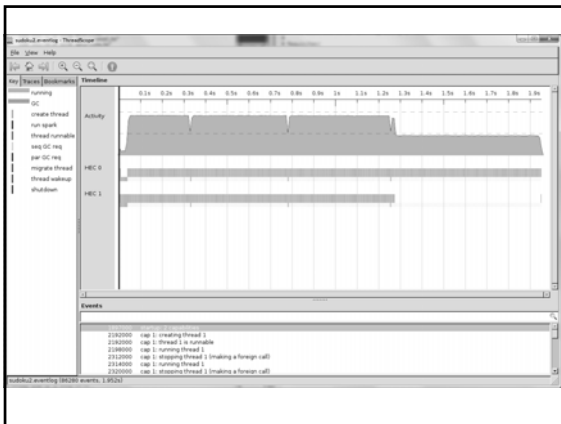 sudoku2.eventlog - ThreadScope
File View Help
Key Traces Bookmarks
running
GC
create thread
run spark
thread runnable
seq GC req
par GC req
migrate thread
thread wakeup
shutdown
Timeline
0.1s 0.2s 0.3s 0.4s 0.5s 0.6s 0.7s 0.8s 0.9s 1s 1.1s 1.2s 1.3s 1.4s 1.5s 1.6s 1.7s 1.8s 1.9s
Activity
HEC 0
HEC 1
Events
2192000 cap 1: creating thread 1
2192000 cap 1: thread 1 is runnable
2198000 cap 1: running thread 1
2312000 cap 1: stopping thread 1 (making a foreign call)
2314000 cap 1: running thread 1
2320000 cap 1: stopping thread 1 (making a foreign call)
sudoku2.eventlog (86280 events, 1.952s)